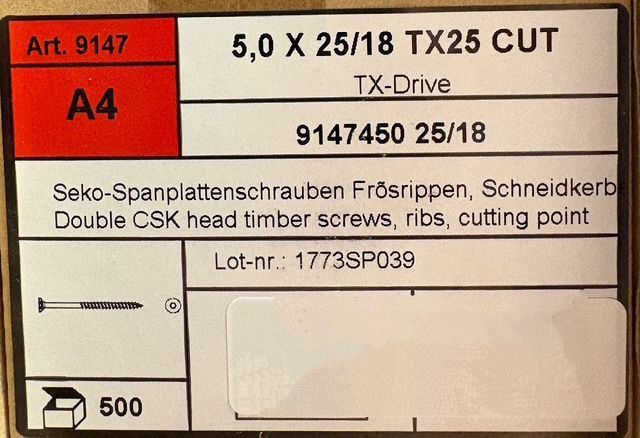 Art. 9147
A4
5,0 X 25/18 TX25 CUT
TX-Drive
9147450 25/18
Seko-Spanplattenschrauben Frösrippen, Schneidkerbe
Double CSK head timber screws, ribs, cutting point
Lot-nr.: 1773SP039
500